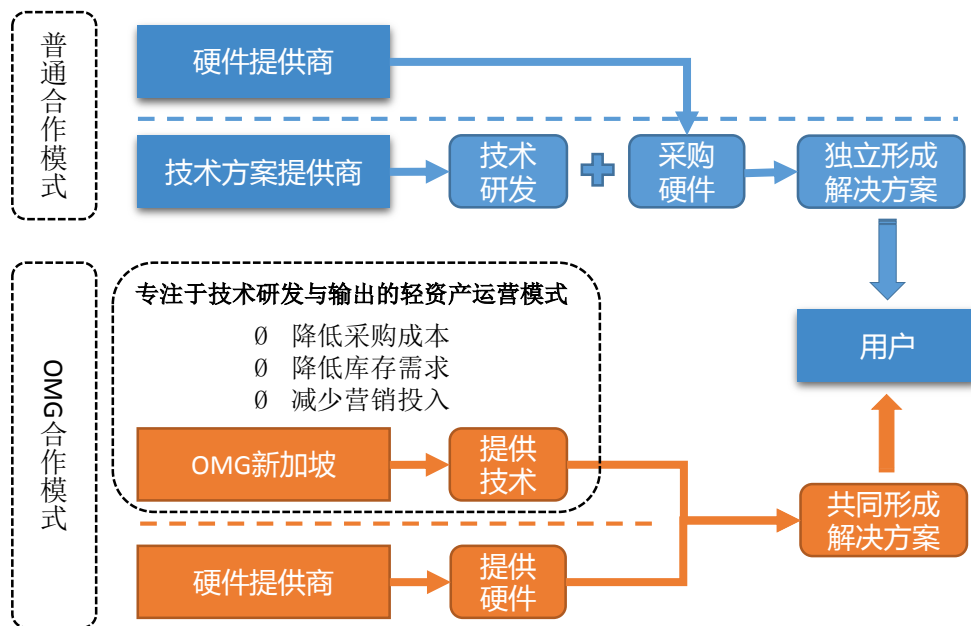 普通合作模式
硬件提供商
技术方案提供商
技术
研发
采购
硬件
独立形成
解决方案
用户
OMG合作模式
专注于技术研发与输出的轻资产运营模式
Ø 降低采购成本
Ø 降低库存需求
Ø 减少营销投入
OMG新加坡
提供
技术
共同形成
解决方案
硬件提供商
提供
硬件